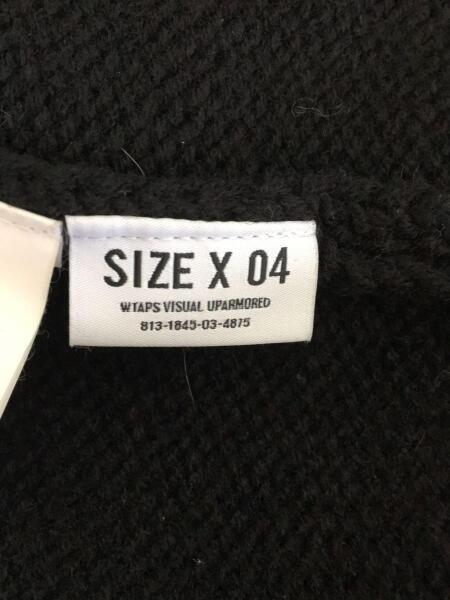 SIZE X 04
WTAPS VISUAL UPARMORED
813-1845-03-4875